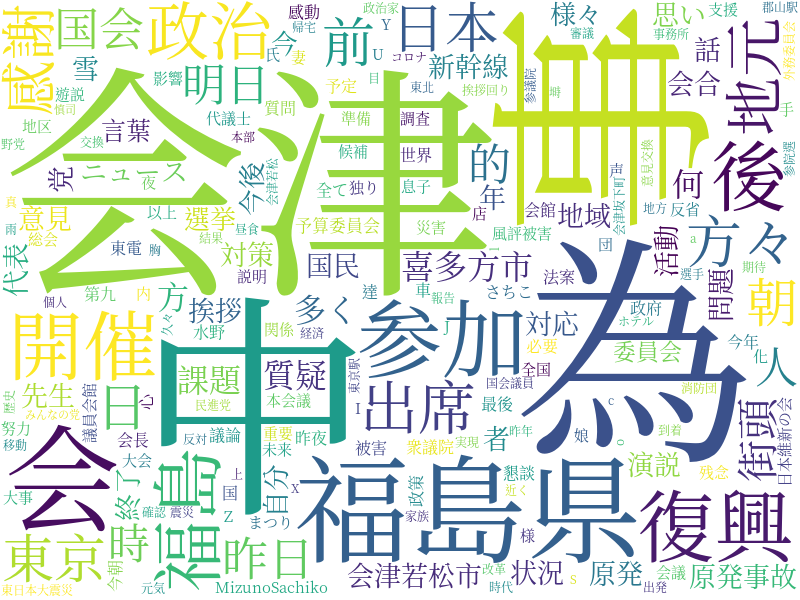 感謝
国会
政治
前
日本
様々
思い
支援
郡山駅
感動
政治家
Y
帰宅
妻
今
U
コロナ
新幹線
話
事務所
審議
外務委員会
雪
影響
氏
明日
予定
目
東北
挨拶回り
参議院
会合
地元
手
遊説
慎司
質問
会津
事
地区
言葉
代議士
準備
調査
的
野党
交換
本部
候補
世界
声
意見交換
後
参院選
党
ニュース
夜
今後
会津若松
全て
独り
息子
年
店
会館
会津坂下町
地方
反省
何
意見
以上
選挙
予算委員会
災害
地域
方々
真
雨
総会
昼食
結果
風評被害
団
a
選手
期待
代表
東電
胸
対策
国民
喜多方市
法案
活動
問題
個人
第九
内
説明
方
挨拶
多く
達
車
報告
さちこ
政府
ホテル
朝
開催
久々
水野
関係
経済
参加
J
対応
必要
今年
化
為
中
人
先生
日
課題
質疑
東京駅
出席
国会議員
全国
委員会
消防団
街頭
歴史
みんなの党
議員会館
心
民進党
本会議
I
最後
c
日本維新の会
努力
移動
会長
反対
議論
重要
未来
昨夜
衆議院
実現
昨年
者
娘
o
到着
会
終了
大会
福島
上
国
自分
被害
X
懇談
政策
演説
残念
大事
時
確認
震災
Z
まつり
家族
近く
福島県
復興
東京
今朝
昨日
様
会津若松市
改革
状況
s
原発
会議
原発事故
東日本大震災
元気
MizunoSachiko
時代
出発